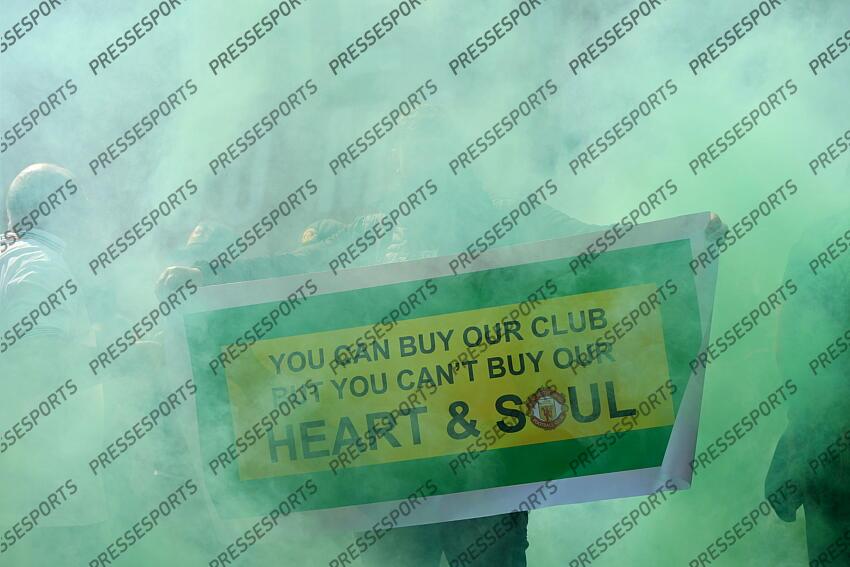 YOU CAN BUY OUR CLUB
BUT YOU CAN'T BUY OUR
HEART & SOUL
PRESSESPORTS